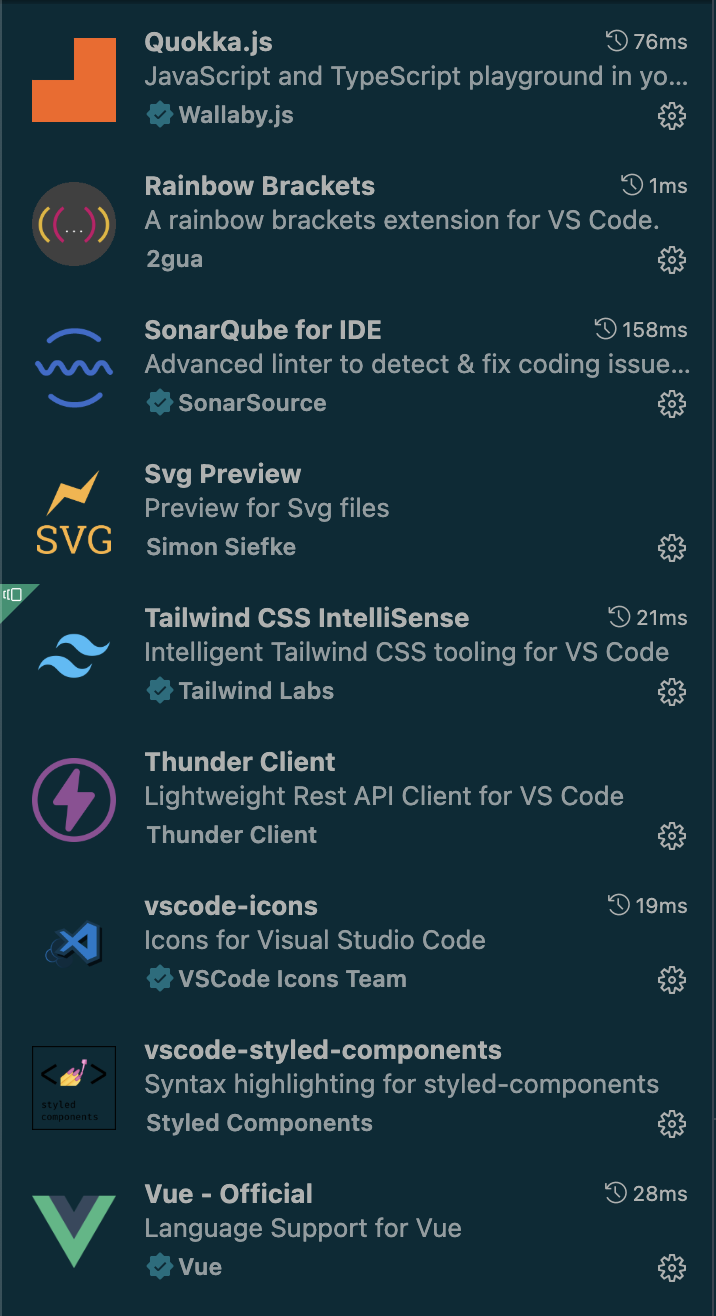 Quokka.js 76ms
JavaScript and TypeScript playground in yo...
Wallaby.js
(...)
Rainbow Brackets 1ms
A rainbow brackets extension for VS Code.
2gua
SonarQube for IDE 158ms
Advanced linter to detect & fix coding issue...
SonarSource
Svg Preview
Preview for Svg files
SVG
Simon Siefke
Tailwind CSS IntelliSense 21ms
Intelligent Tailwind CSS tooling for VS Code
Tailwind Labs
Thunder Client
Lightweight Rest API Client for VS Code
Thunder Client
vscode-icons 19ms
Icons for Visual Studio Code
VSCode Icons Team
vscode-styled-components
Syntax highlighting for styled-components
styled
components
Styled Components
Vue - Official 28ms
Language Support for Vue
Vue